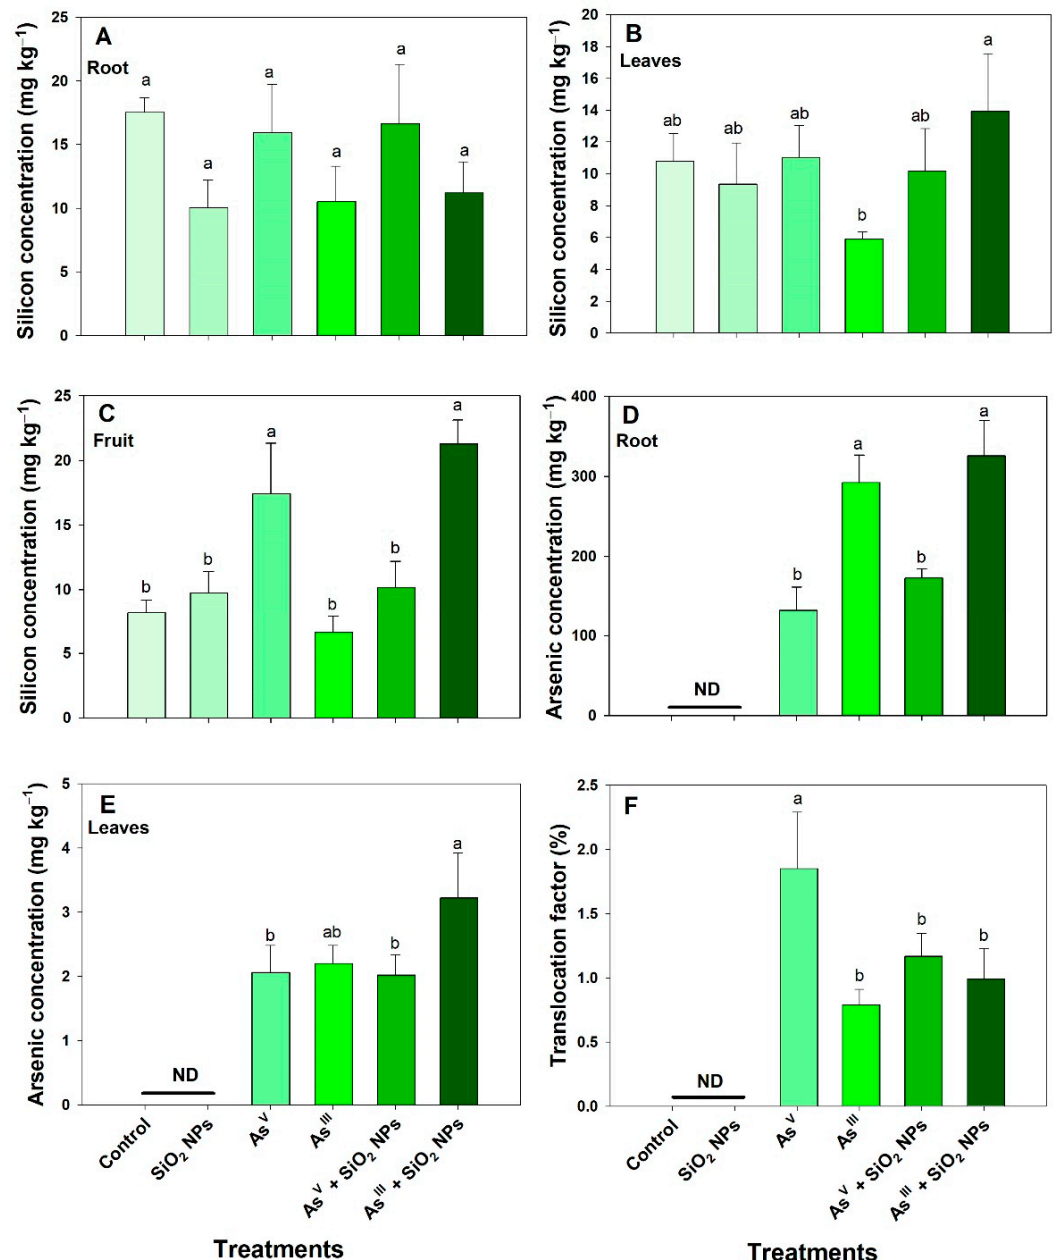 A
Root
Silicon concentration (mg kg⁻¹)
25
20
15
10
5
0
a
a
a
a
a
a
B
Leaves
Silicon concentration (mg kg⁻¹)
20
18
16
14
12
10
8
6
4
2
0
ab
ab
ab
b
ab
a
C
Fruit
Silicon concentration (mg kg⁻¹)
25
20
15
10
5
0
b
b
a
b
b
a
D
Root
Arsenic concentration (mg kg⁻¹)
400
300
200
100
0
ND
b
a
b
a
E
Leaves
Arsenic concentration (mg kg⁻¹)
5
4
3
2
1
0
ND
b
ab
b
a
Control
SiO₂ NPs
Asⱽ
Asᴵᴵᴵ
Asⱽ + SiO₂ NPs
Asᴵᴵᴵ + SiO₂ NPs
Treatments
F
Translocation factor (%)
2.5
2.0
1.5
1.0
0.5
0.0
ND
a
b
b
b
Control
SiO₂ NPs
Asⱽ
Asᴵᴵᴵ
Asⱽ + SiO₂ NPs
Asᴵᴵᴵ + SiO₂ NPs
Treatments